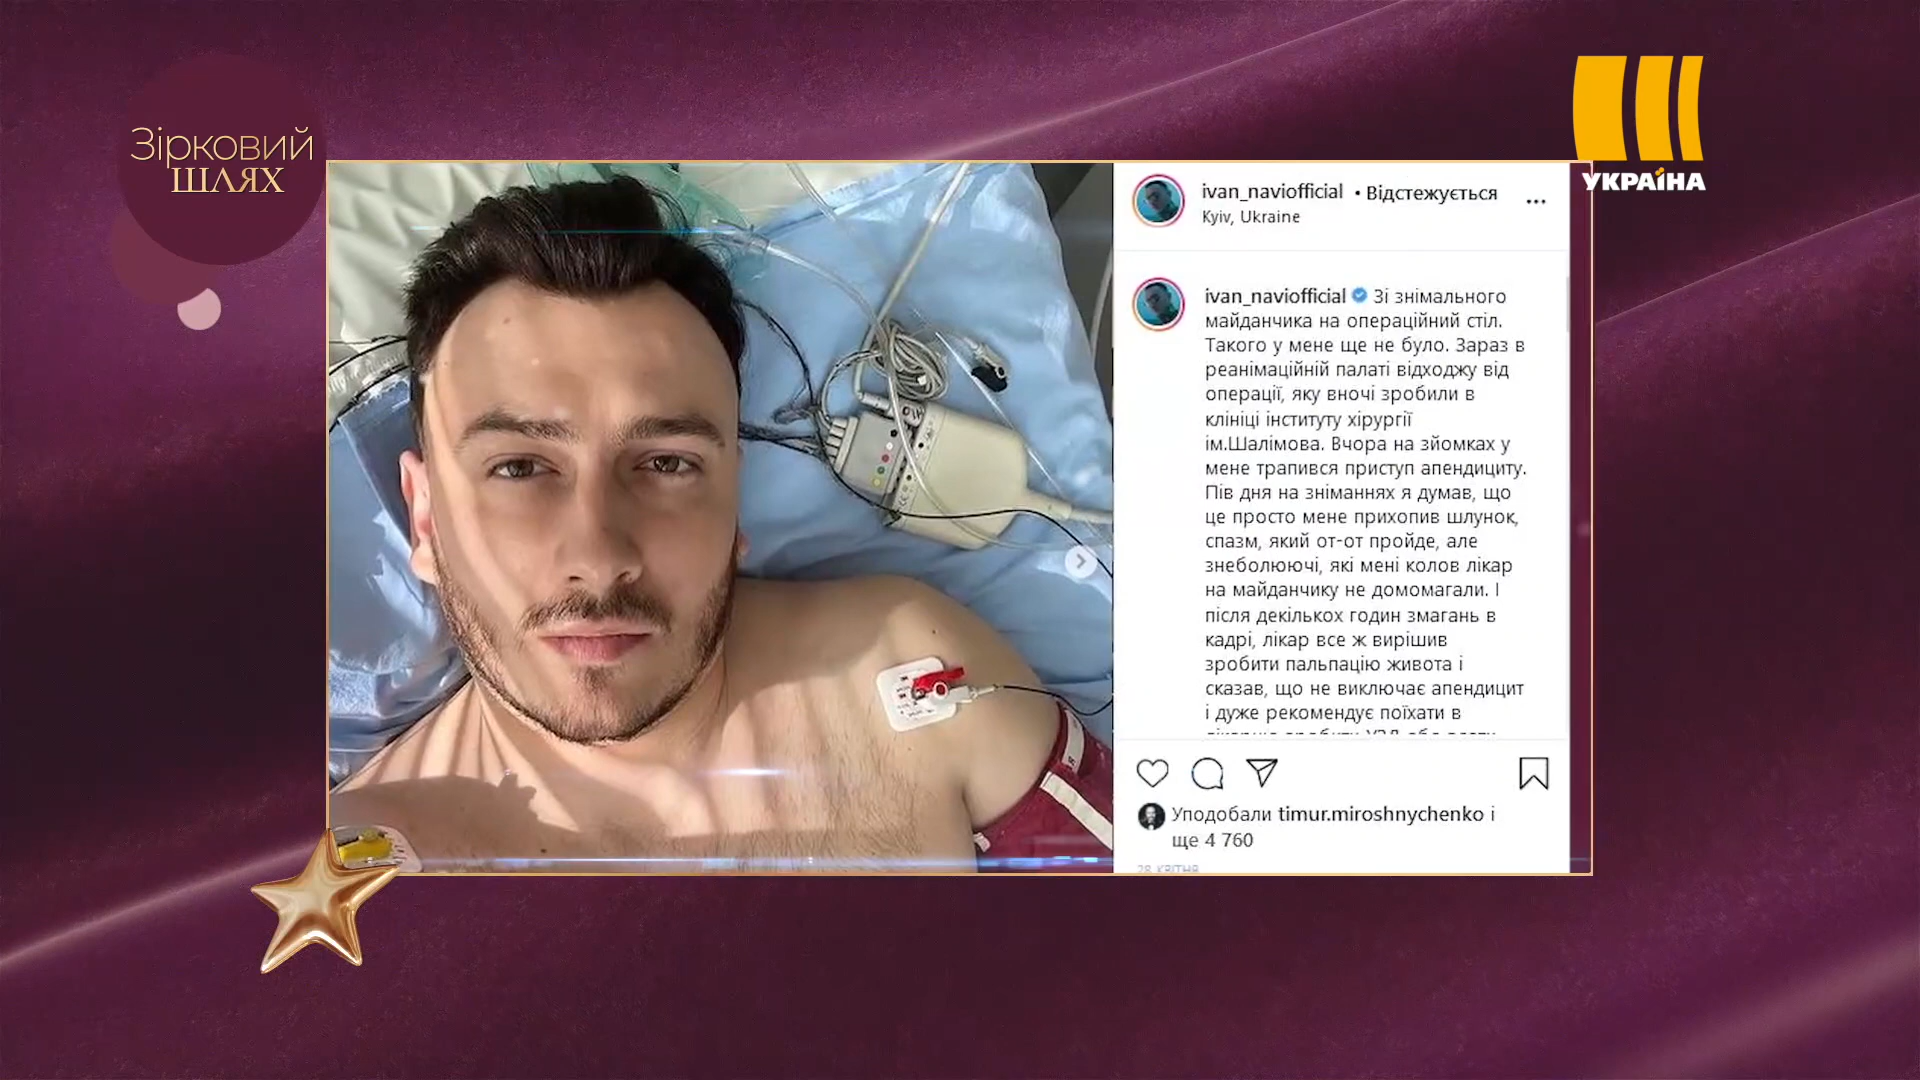 Зірковий
ШЛЯХ
УКРАЇНА
ivan_naviofficial • Відстежується
Kyiv, Ukraine
ivan_naviofficial Зі знімального
майданчика на операційний стіл.
Такого у мене ще не було. Зараз в
реанімаційній палаті відходжу від
операції, яку вночі зробили в
клініці інституту хірургії
ім.Шалімова. Вчора на зйомках у
мене трапився приступ апендициту.
Пів дня на зніманнях я думав, що
це просто мене прихопив шлунок,
спазм, який от-от пройде, але
знеболюючі, які мені колов лікар
на майданчику не домомагали. І
після декількох годин змагань в
кадрі, лікар все ж вирішив
зробити пальпацію живота і
сказав, що не виключає апендицит
і дуже рекомендує поїхати в
Уподобали timur.miroshnychenko і
ще 4 760
28 КВІТНЯ